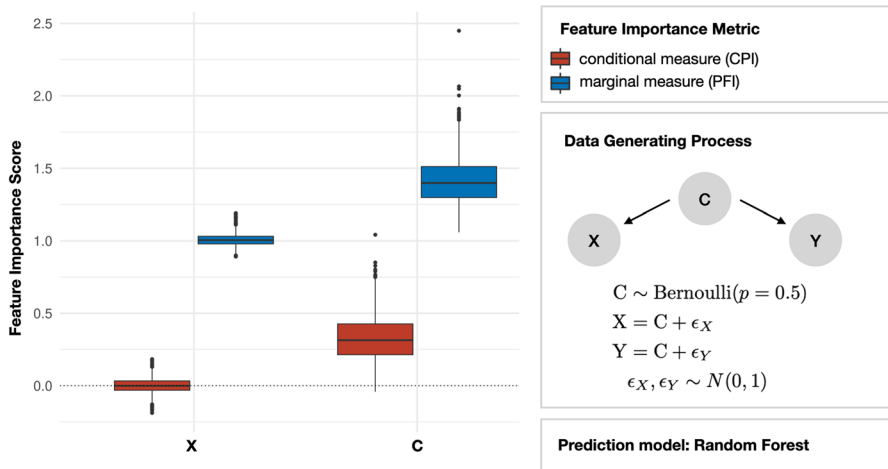 Feature Importance Score
2.5
2.0
1.5
1.0
0.5
0.0
X
C
Feature Importance Metric
conditional measure (CPI)
marginal measure (PFI)
Data Generating Process
C
X
Y
C ∼ Bernoulli(p = 0.5)
X = C + ϵ_X
Y = C + ϵ_Y
ϵ_X, ϵ_Y ∼ N(0, 1)
Prediction model: Random Forest